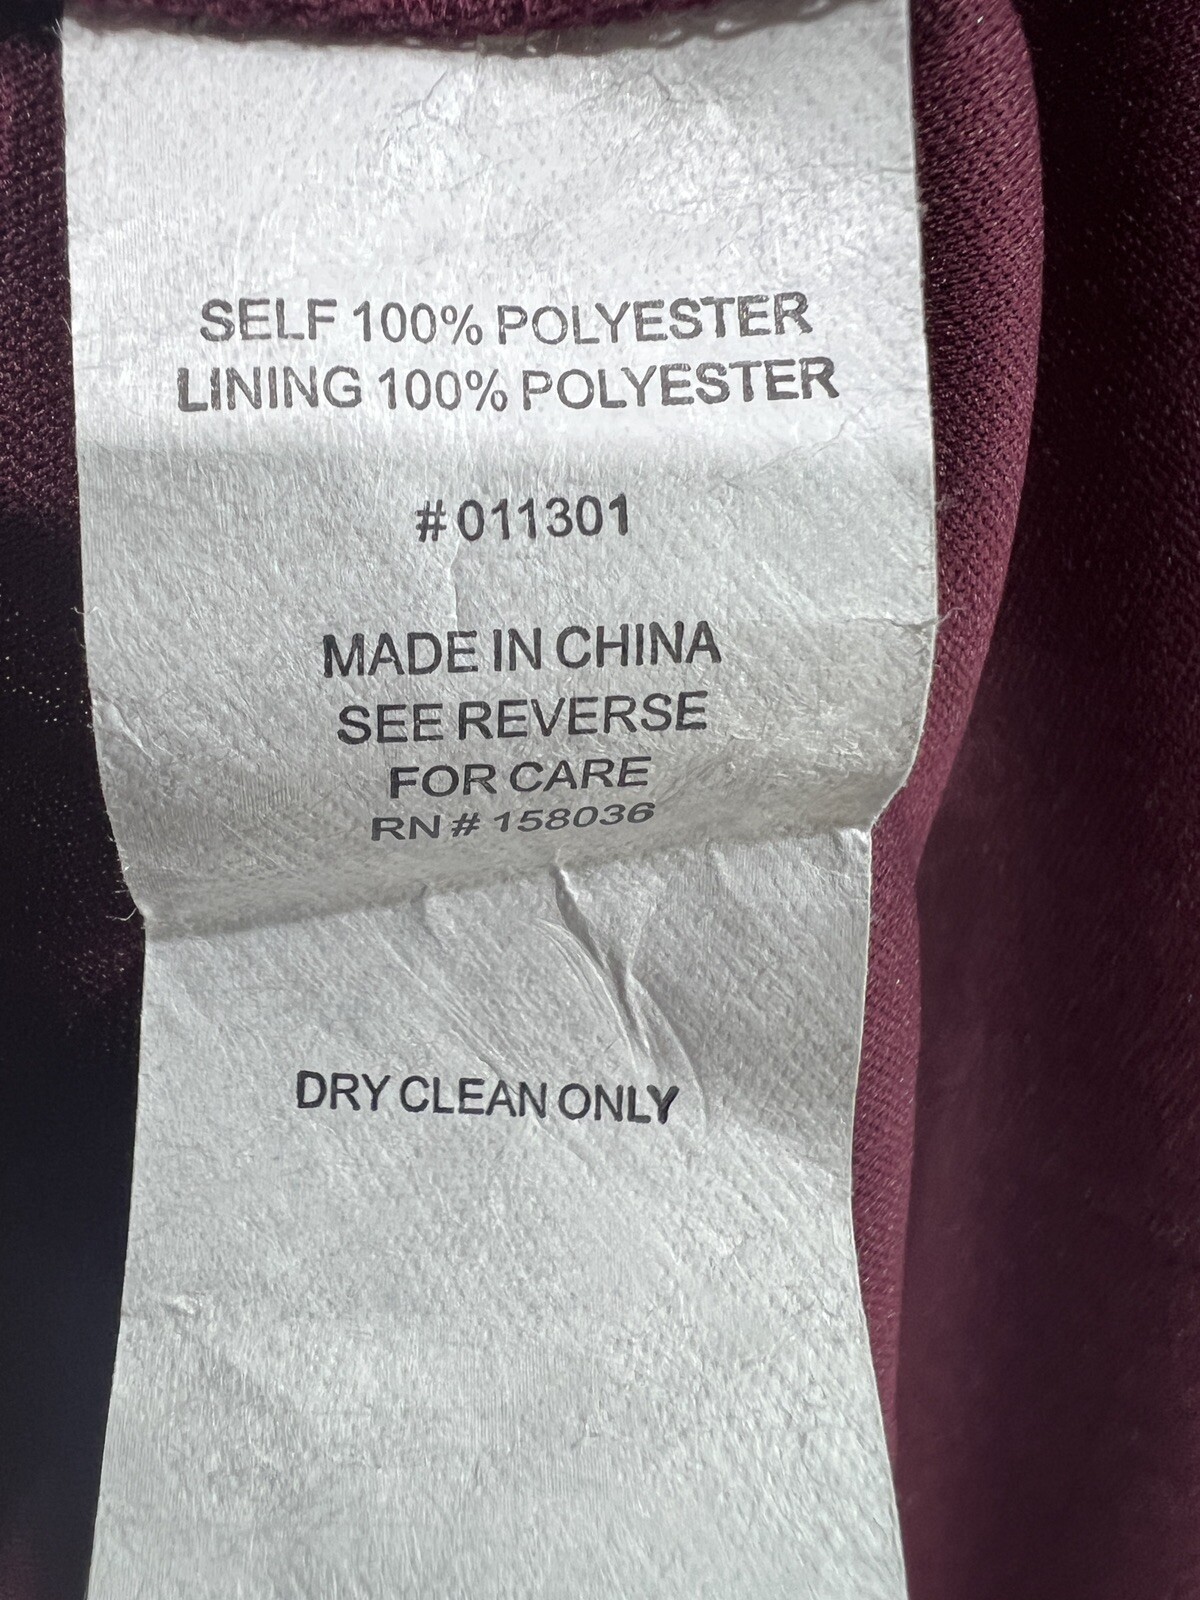 SELF 100% POLYESTER
LINING 100% POLYESTER
#011301
MADE IN CHINA
SEE REVERSE
FOR CARE
RN# 158036
DRY CLEAN ONLY